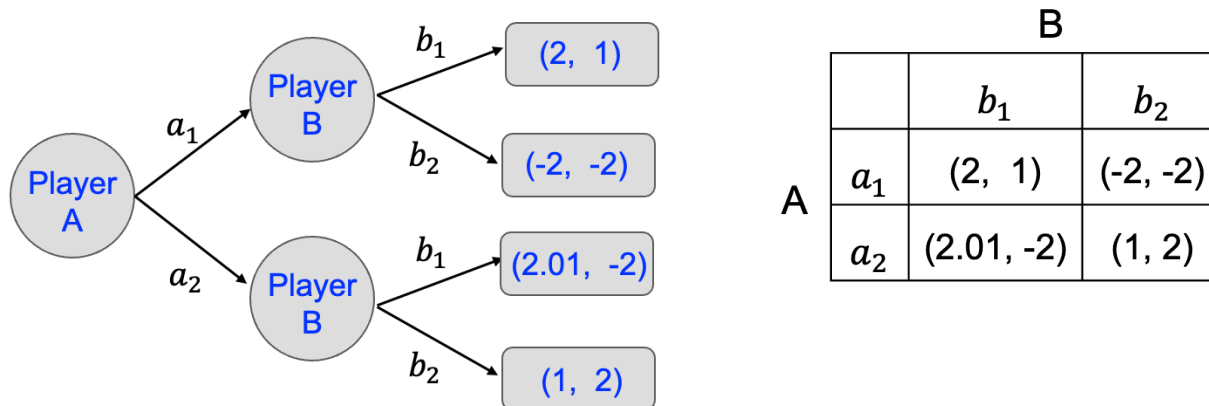 Player
A
a₁
a₂
Player
B
b₁
b₂
(2, 1)
(-2, -2)
Player
B
b₁
b₂
(2.01, -2)
(1, 2)
B
b₁ b₂
A
a₁ (2, 1) (-2, -2)
a₂ (2.01, -2) (1, 2)